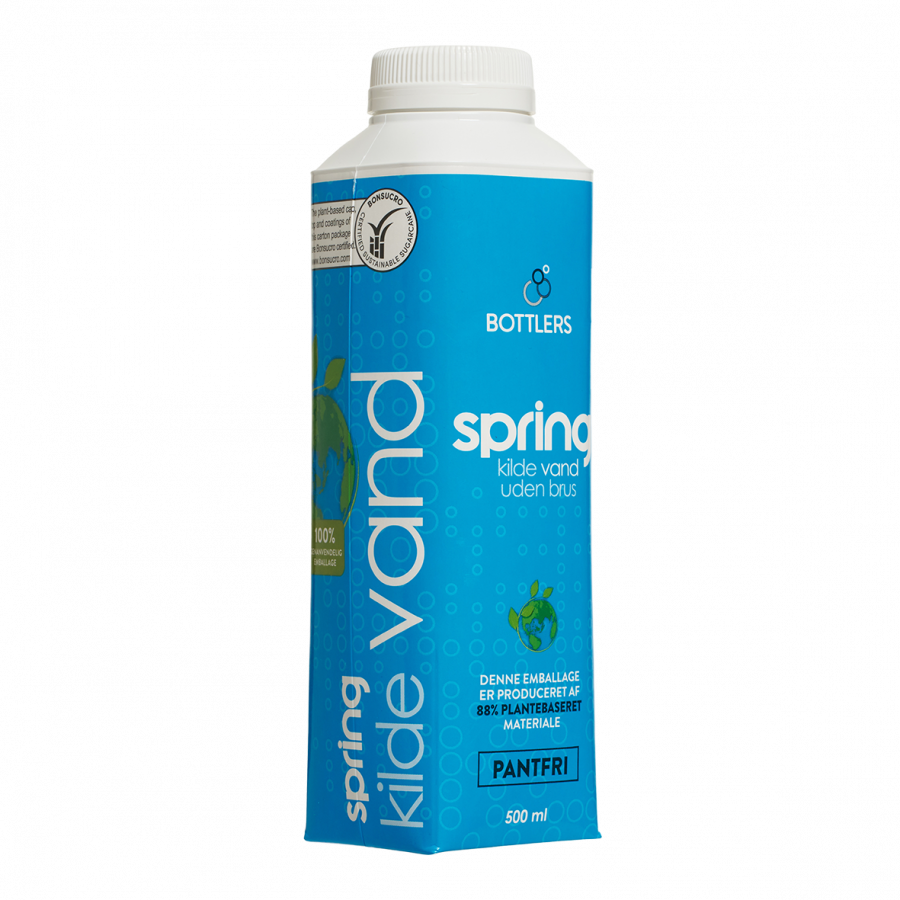 The plant-based cap,
and coatings of
carton package
Bonsucro certified.
www.bonsucro.com
BONSUCRO
CERTIFIED SUSTAINABLE SUGARCANE
BOTTLERS
spring
kilde vand
uden brus
spring
kilde vand
100%
EMBALLAGE
DENNE EMBALLAGE
ER PRODUCERET AF
88% PLANTEBASERET
MATERIALE
PANTFRI
500 ml